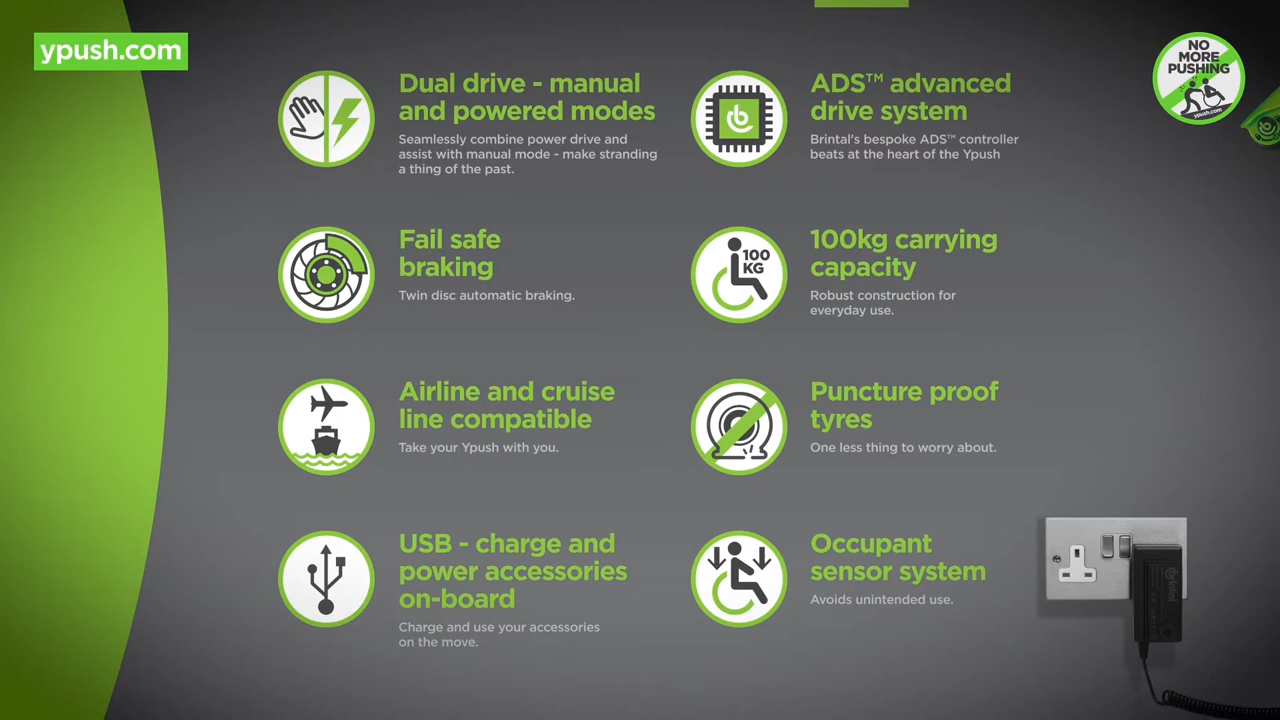 ypush.com
Dual drive - manual
and powered modes
Seamlessly combine power drive and
assist with manual mode - make stranding
a thing of the past.
ADS™ advanced
drive system
Brintal's bespoke ADS™ controller
beats at the heart of the Ypush
NO
MORE
PUSHING
ypush.com
Fail safe
braking
Twin disc automatic braking.
100
KG
100kg carrying
capacity
Robust construction for
everyday use.
Airline and cruise
line compatible
Take your Ypush with you.
Puncture proof
tyres
One less thing to worry about.
USB - charge and
power accessories
on-board
Charge and use your accessories
on the move.
Occupant
sensor system
Avoids unintended use.
brintal